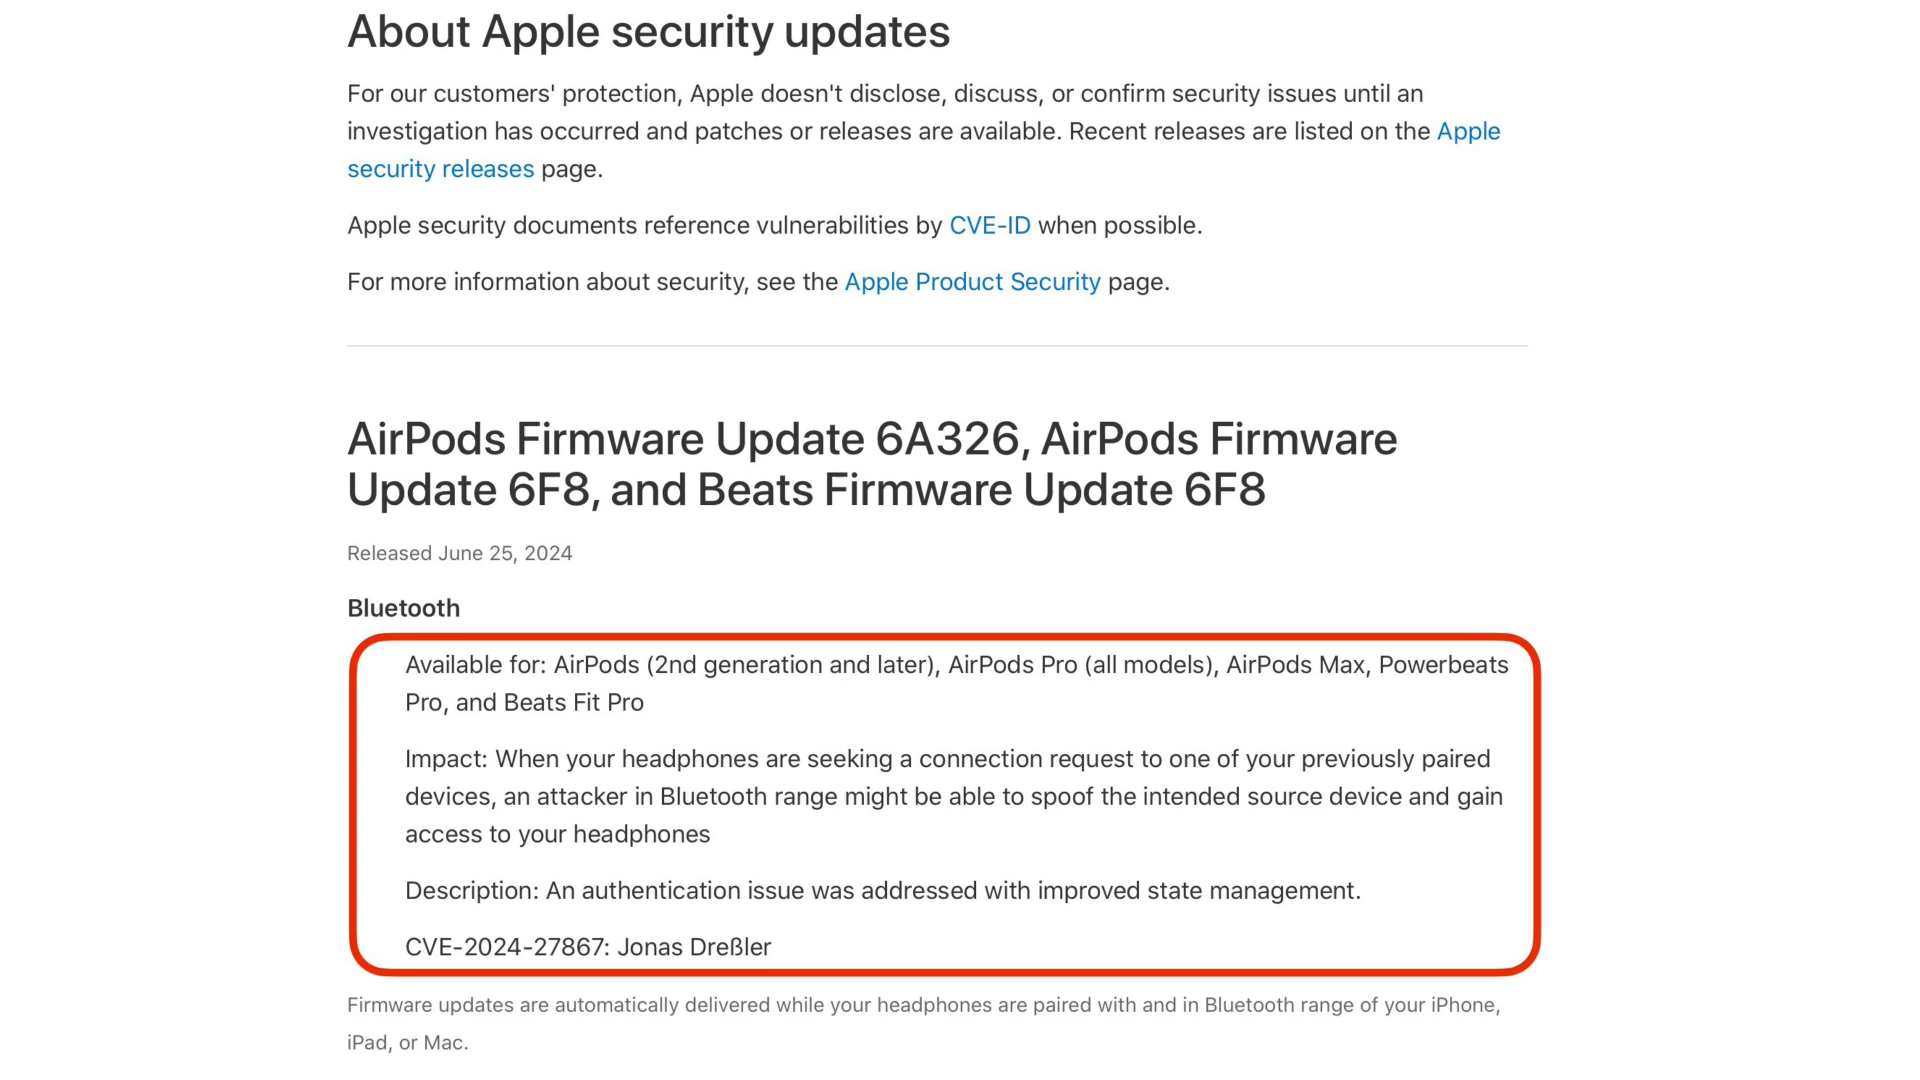 About Apple security updates
For our customers' protection, Apple doesn't disclose, discuss, or confirm security issues until an
investigation has occurred and patches or releases are available. Recent releases are listed on the Apple
security releases page.
Apple security documents reference vulnerabilities by CVE-ID when possible.
For more information about security, see the Apple Product Security page.
AirPods Firmware Update 6A326, AirPods Firmware
Update 6F8, and Beats Firmware Update 6F8
Released June 25, 2024
Bluetooth
Available for: AirPods (2nd generation and later), AirPods Pro (all models), AirPods Max, Powerbeats
Pro, and Beats Fit Pro
Impact: When your headphones are seeking a connection request to one of your previously paired
devices, an attacker in Bluetooth range might be able to spoof the intended source device and gain
access to your headphones
Description: An authentication issue was addressed with improved state management.
CVE-2024-27867: Jonas Dreßler
Firmware updates are automatically delivered while your headphones are paired with and in Bluetooth range of your iPhone,
iPad, or Mac.